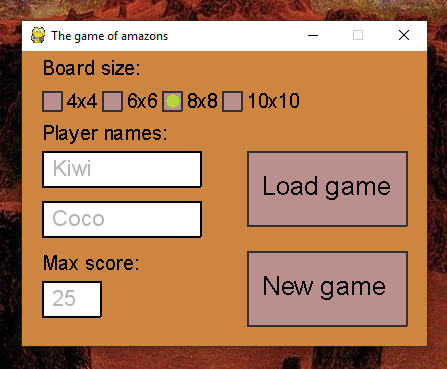 The game of amazons
Board size:
4x4 6x6 8x8 10x10
Player names:
Kiwi
Load game
Coco
Max score:
25
New game